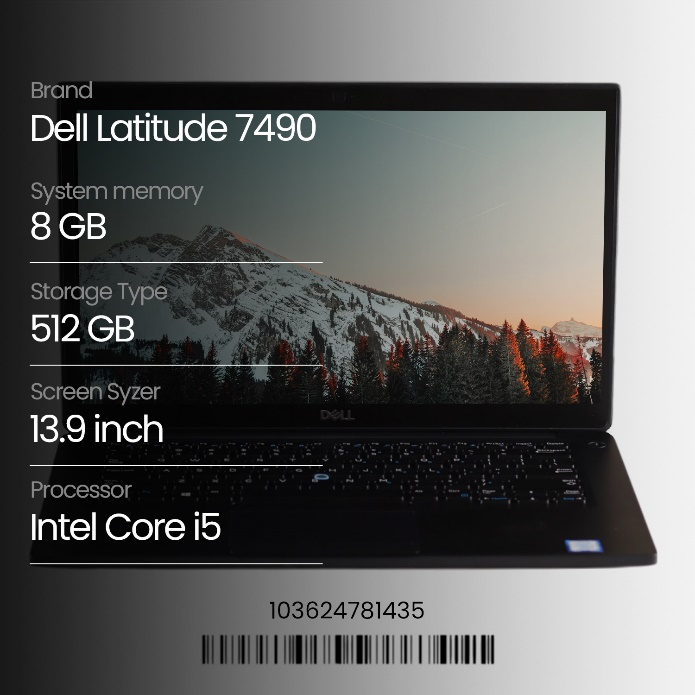 Brand
Dell Latitude 7490
System memory
8 GB
Storage Type
512 GB
Screen Syzer
13.9 inch
DELL
Processor
Intel Core i5
103624781435